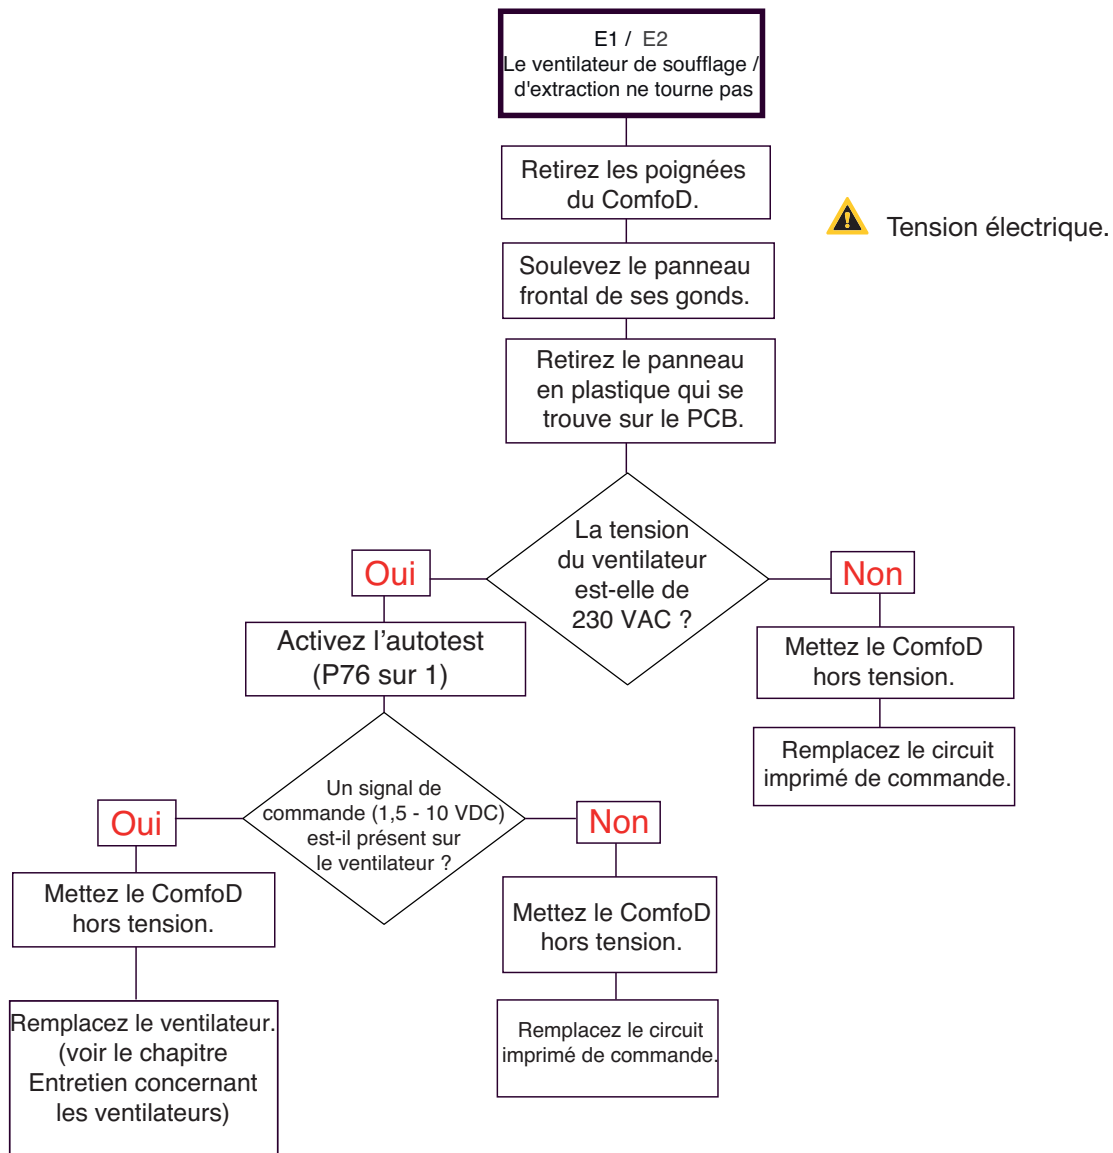 E1 / E2
Le ventilateur de soufflage /
d'extraction ne tourne pas
Retirez les poignées
du ComfoD.
Tension électrique.
Soulevez le panneau
frontal de ses gonds.
Retirez le panneau
en plastique qui se
trouve sur le PCB.
La tension
du ventilateur
est-elle de
230 VAC ?
Oui
Non
Activez l’autotest
(P76 sur 1)
Mettez le ComfoD
hors tension.
Remplacez le circuit
imprimé de commande.
Un signal de
commande (1,5 - 10 VDC)
est-il présent sur
le ventilateur ?
Oui
Non
Mettez le ComfoD
hors tension.
Mettez le ComfoD
hors tension.
Remplacez le ventilateur.
(voir le chapitre
Entretien concernant
les ventilateurs)
Remplacez le circuit
imprimé de commande.